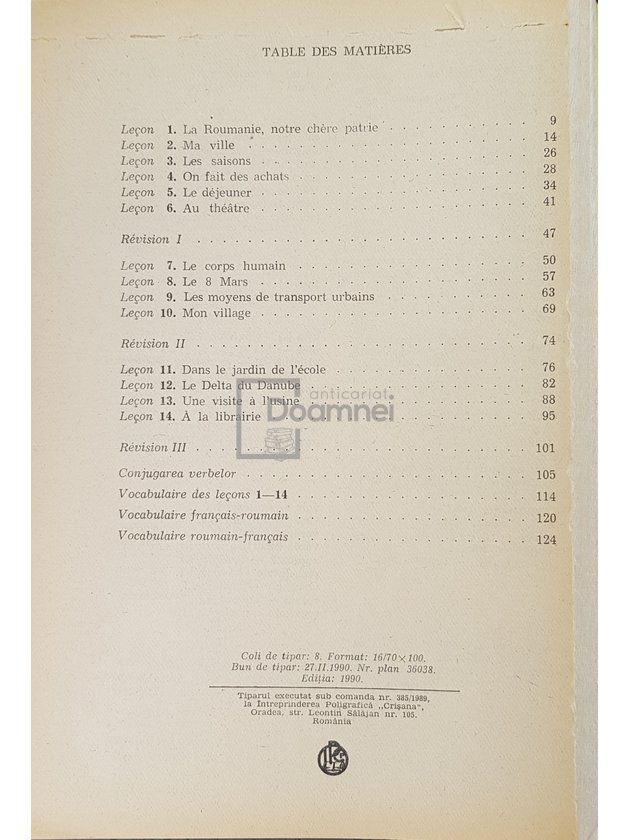 TABLE DES MATIÈRES
Leçon 1. La Roumanie, notre chère patrie . . . . . . . . . . . 9
Leçon 2. Ma ville . . . . . . . . . . . . . . . . . . . . . 14
Leçon 3. Les saisons . . . . . . . . . . . . . . . . . . . . 26
Leçon 4. On fait des achats . . . . . . . . . . . . . . . . . 28
Leçon 5. Le déjeuner . . . . . . . . . . . . . . . . . . . . 34
Leçon 6. Au théâtre . . . . . . . . . . . . . . . . . . . . 41
Révision I . . . . . . . . . . . . . . . . . . . . . . . . 47
Leçon 7. Le corps humain . . . . . . . . . . . . . . . . . . 50
Leçon 8. Le 8 Mars . . . . . . . . . . . . . . . . . . . . 57
Leçon 9. Les moyens de transport urbains . . . . . . . . . . . 63
Leçon 10. Mon village . . . . . . . . . . . . . . . . . . . . 69
Révision II . . . . . . . . . . . . . . . . . . . . . . . . 74
Leçon 11. Dans le jardin de l'école . . . . . . . . . . . . . . 76
Leçon 12. Le Delta du Danube . . . . . . . . . . . . . . . . 82
Leçon 13. Une visite à l'usine . . . . . . . . . . . . . . . . 88
Leçon 14. À la librairie . . . . . . . . . . . . . . . . . . . 95
anticariat
Doamnei
Révision III . . . . . . . . . . . . . . . . . . . . . . . . 101
Conjugarea verbelor . . . . . . . . . . . . . . . . . . . . . 105
Vocabulaire des leçons 1—14 . . . . . . . . . . . . . . . . . 114
Vocabulaire français-roumain . . . . . . . . . . . . . . . . . 120
Vocabulaire roumain-français . . . . . . . . . . . . . . . . . 124
Coli de tipar: 8. Format: 16/70×100.
Bun de tipar: 27.II.1990. Nr. plan 36038.
Ediția: 1990.
Tiparul executat sub comanda nr. 385/1989,
la Intreprinderea Poligrafică „Crișana",
Oradea, str. Leontin Sălăjan nr. 105.
România